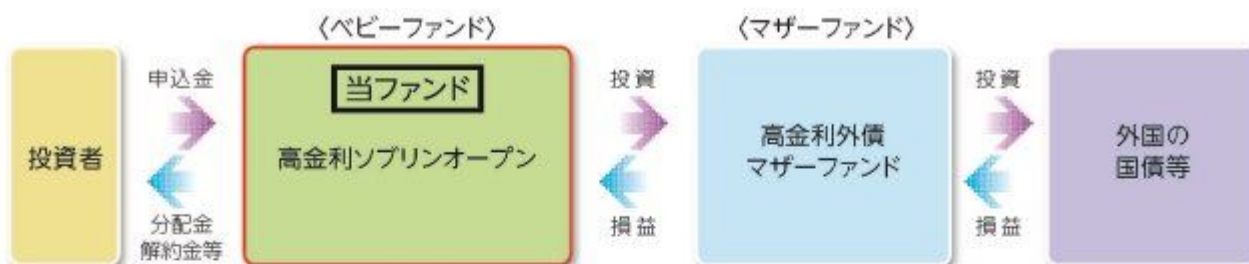 〈ベビーファンド〉
〈マザーファンド〉
投資者
申込金
分配金
解約金等
当ファンド
高金利ソブリンオープン
投資
損益
高金利外債
マザーファンド
投資
損益
外国の
国債等